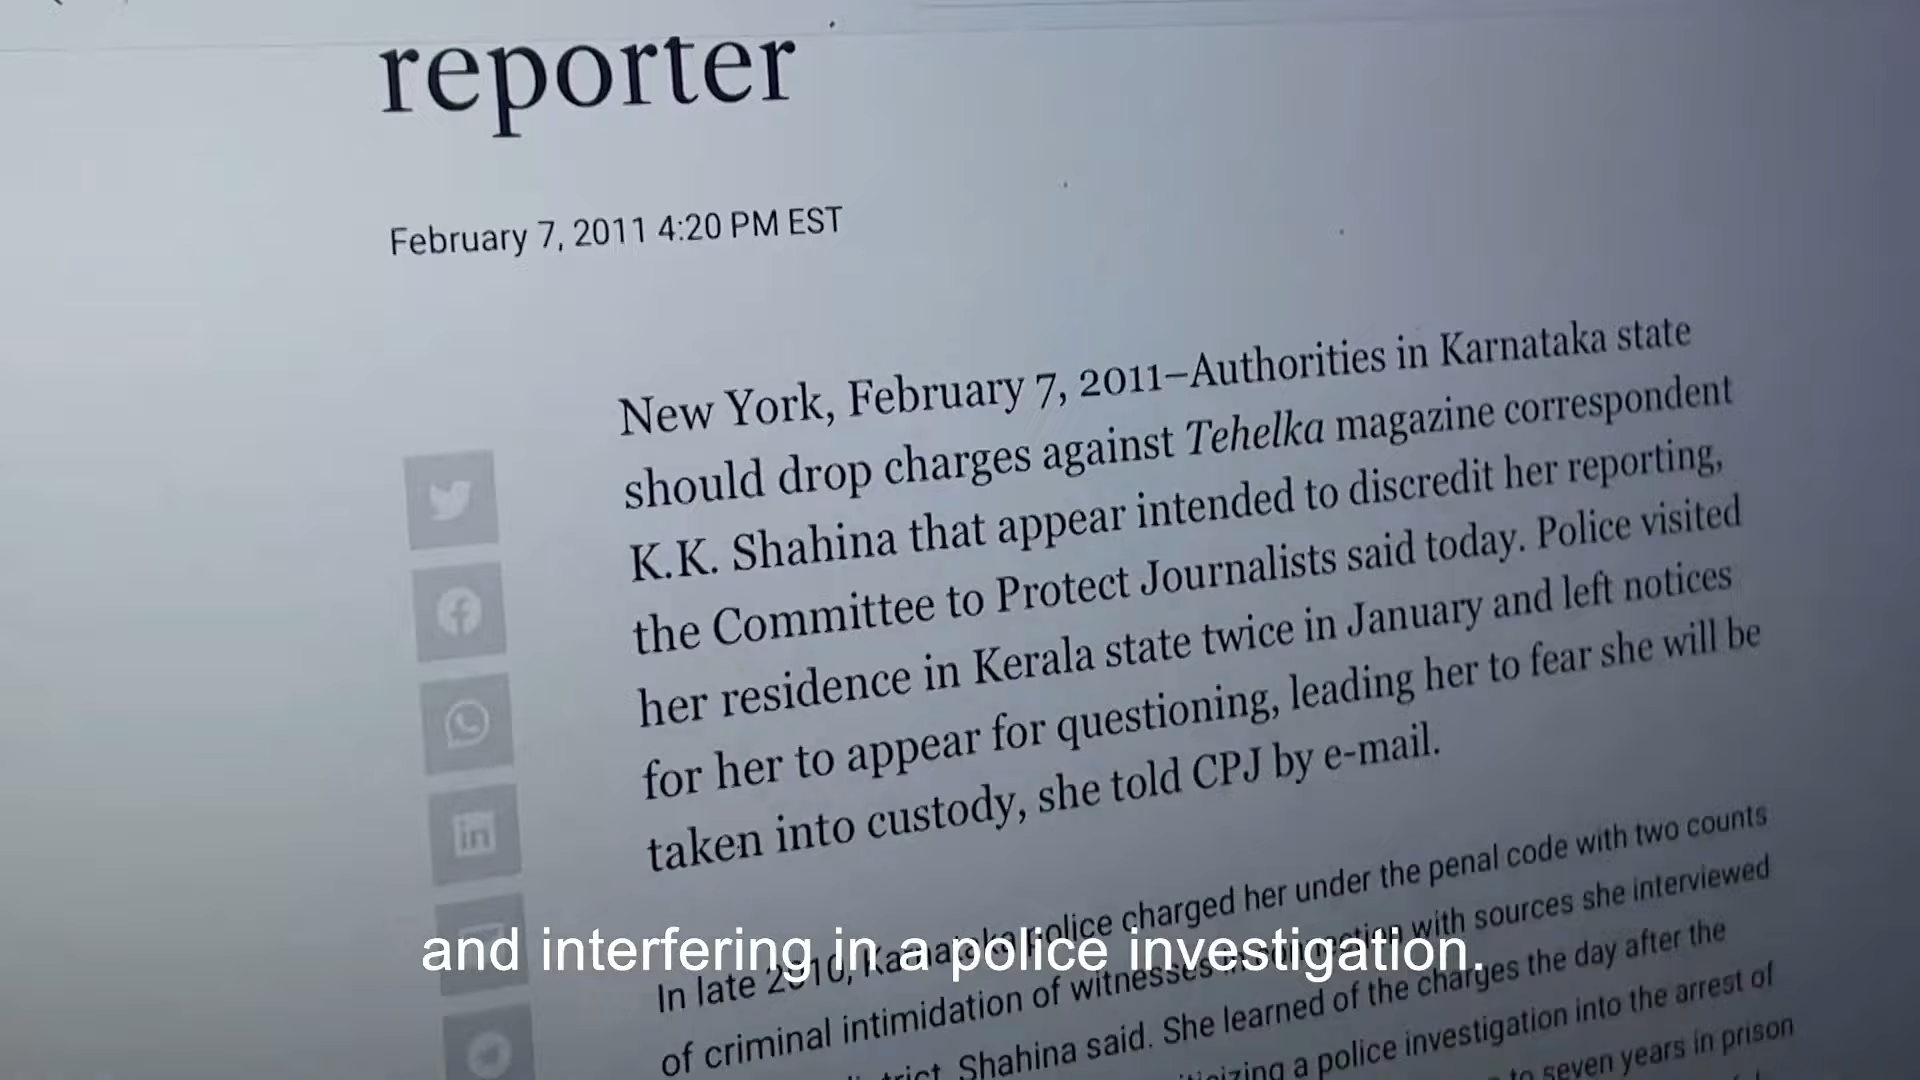 reporter
February 7, 2011 4:20 PM EST
New York, February 7, 2011–Authorities in Karnataka state
should drop charges against Tehelka magazine correspondent
K.K. Shahina that appear intended to discredit her reporting,
the Committee to Protect Journalists said today. Police visited
her residence in Kerala state twice in January and left notices
for her to appear for questioning, leading her to fear she will be
taken into custody, she told CPJ by e-mail.
In late 2010, Karnataka police charged her under the penal code with two counts
of criminal intimidation of witnesses in connection with sources she interviewed
Shahina said. She learned of the charges the day after the
a police investigation into the arrest of
to seven years in prison
and interfering in a police investigation.